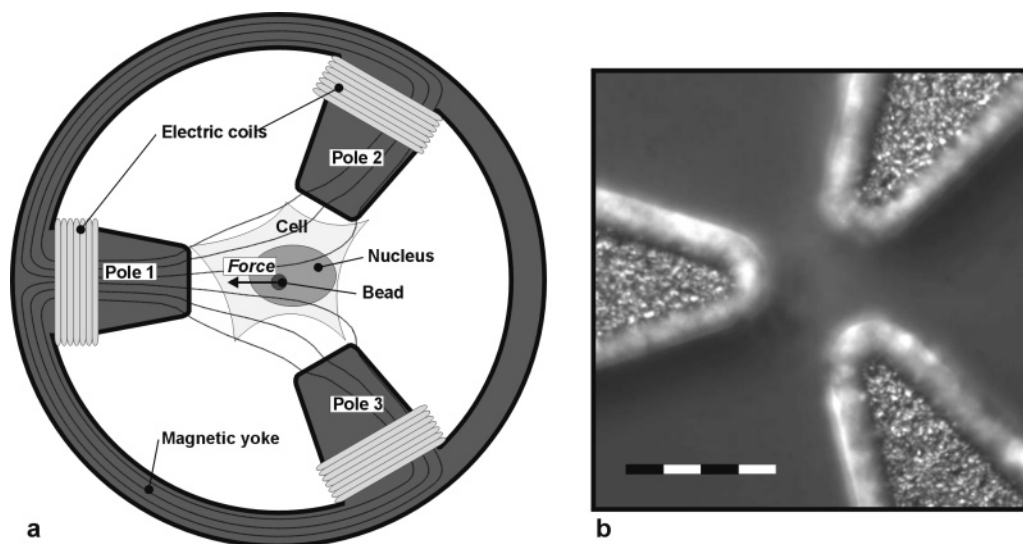 Electric coils
Pole 2
Cell
Nucleus
Force
Pole 1
Bead
Pole 3
Magnetic yoke
a
b